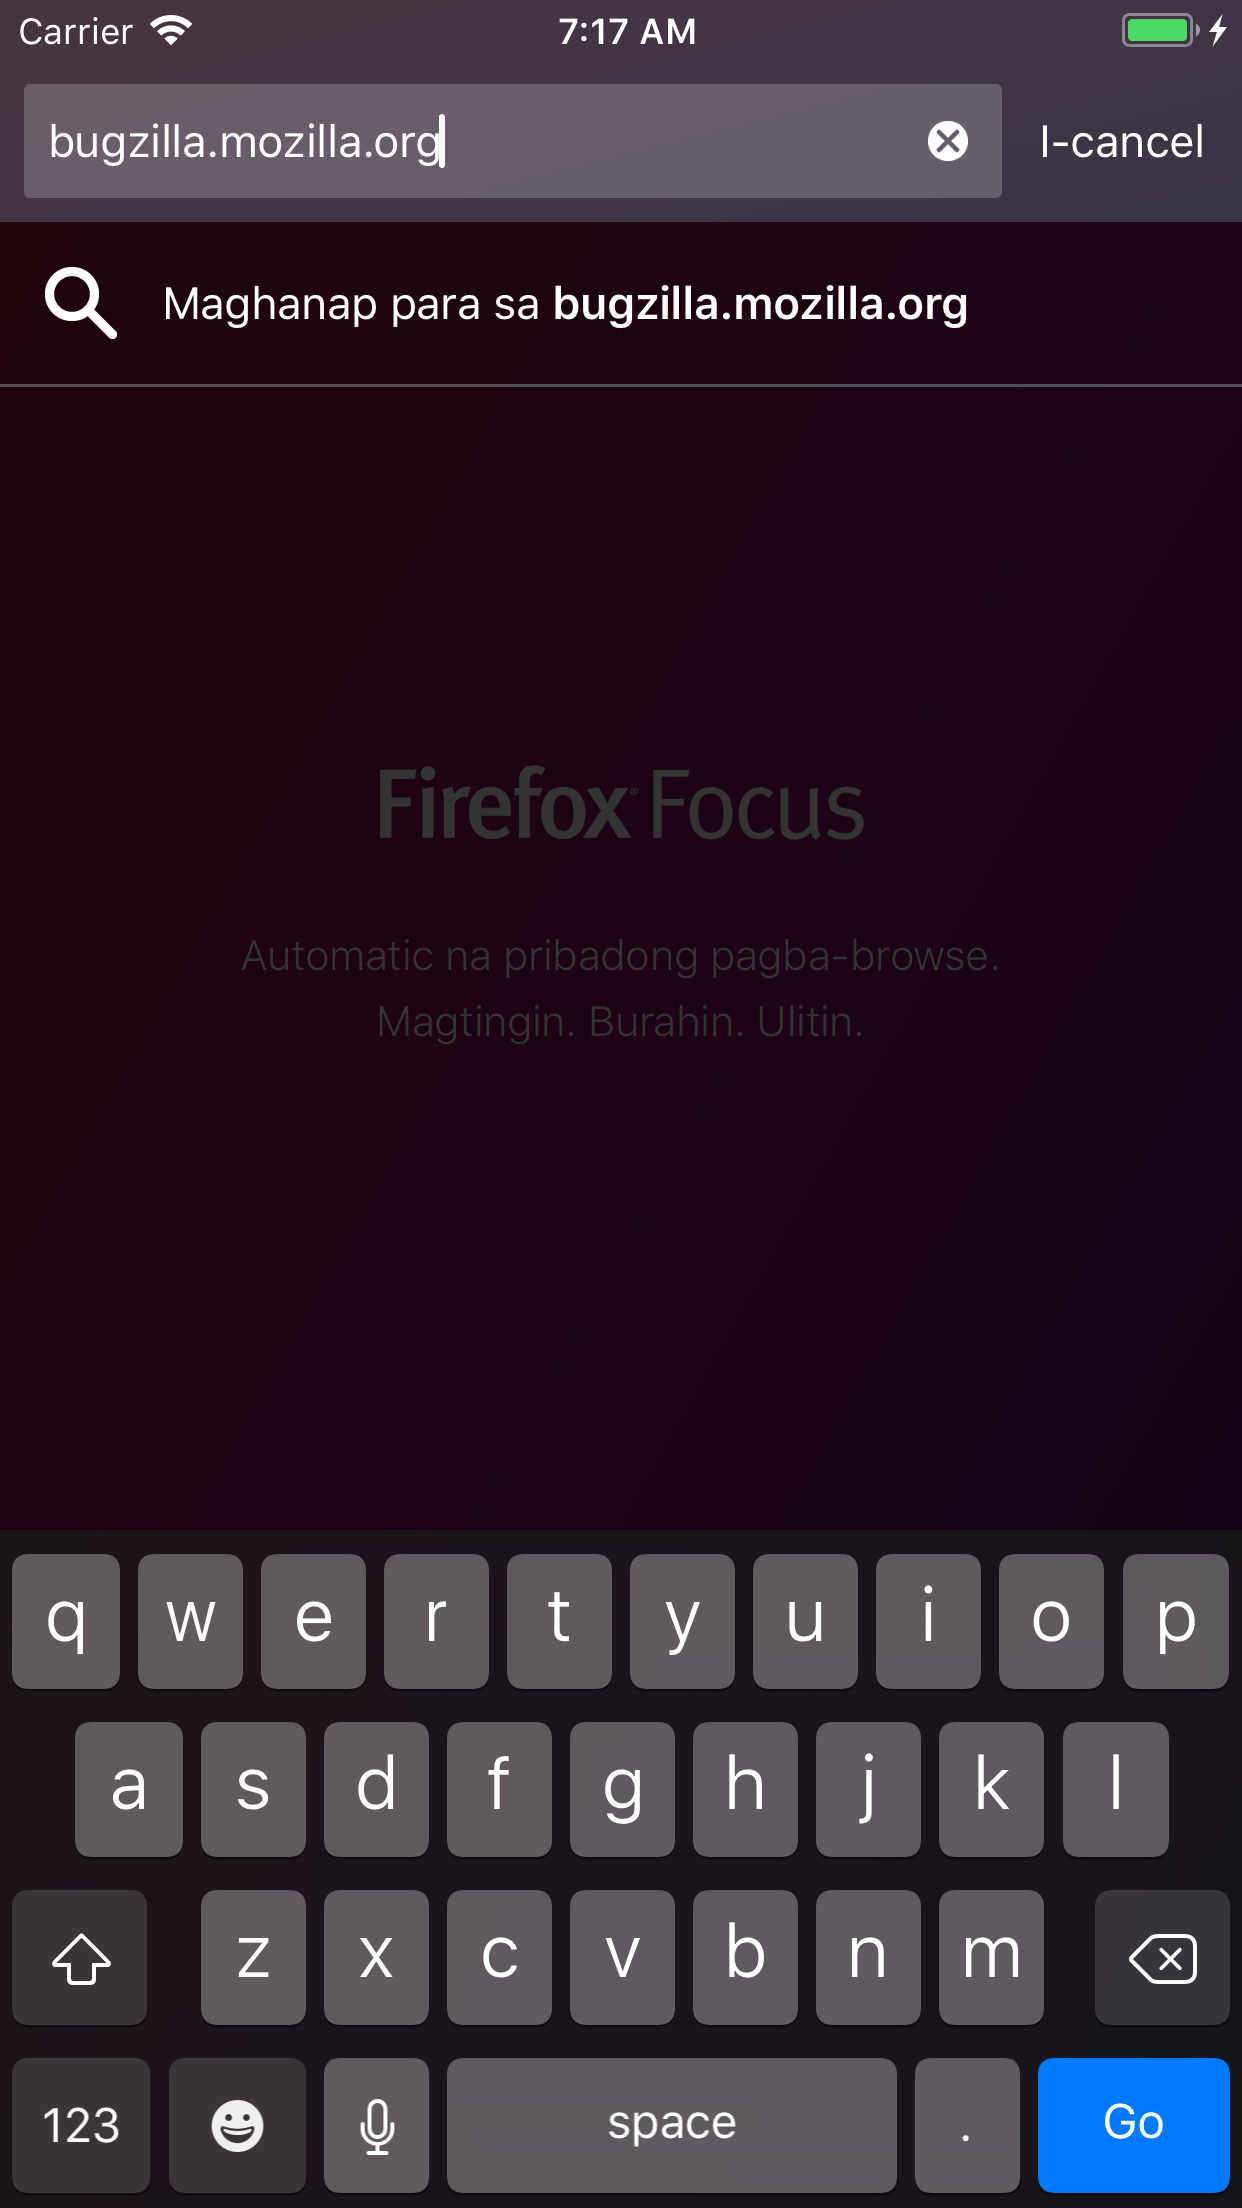 Carrier 7:17 AM
bugzilla.mozilla.org I-cancel
Maghanap para sa bugzilla.mozilla.org
Firefox® Focus
Automatic na pribadong pagba-browse.
Magtingin. Burahin. Ulitin.
q w e r t y u i o p
a s d f g h j k l
z x c v b n m
123 space . Go